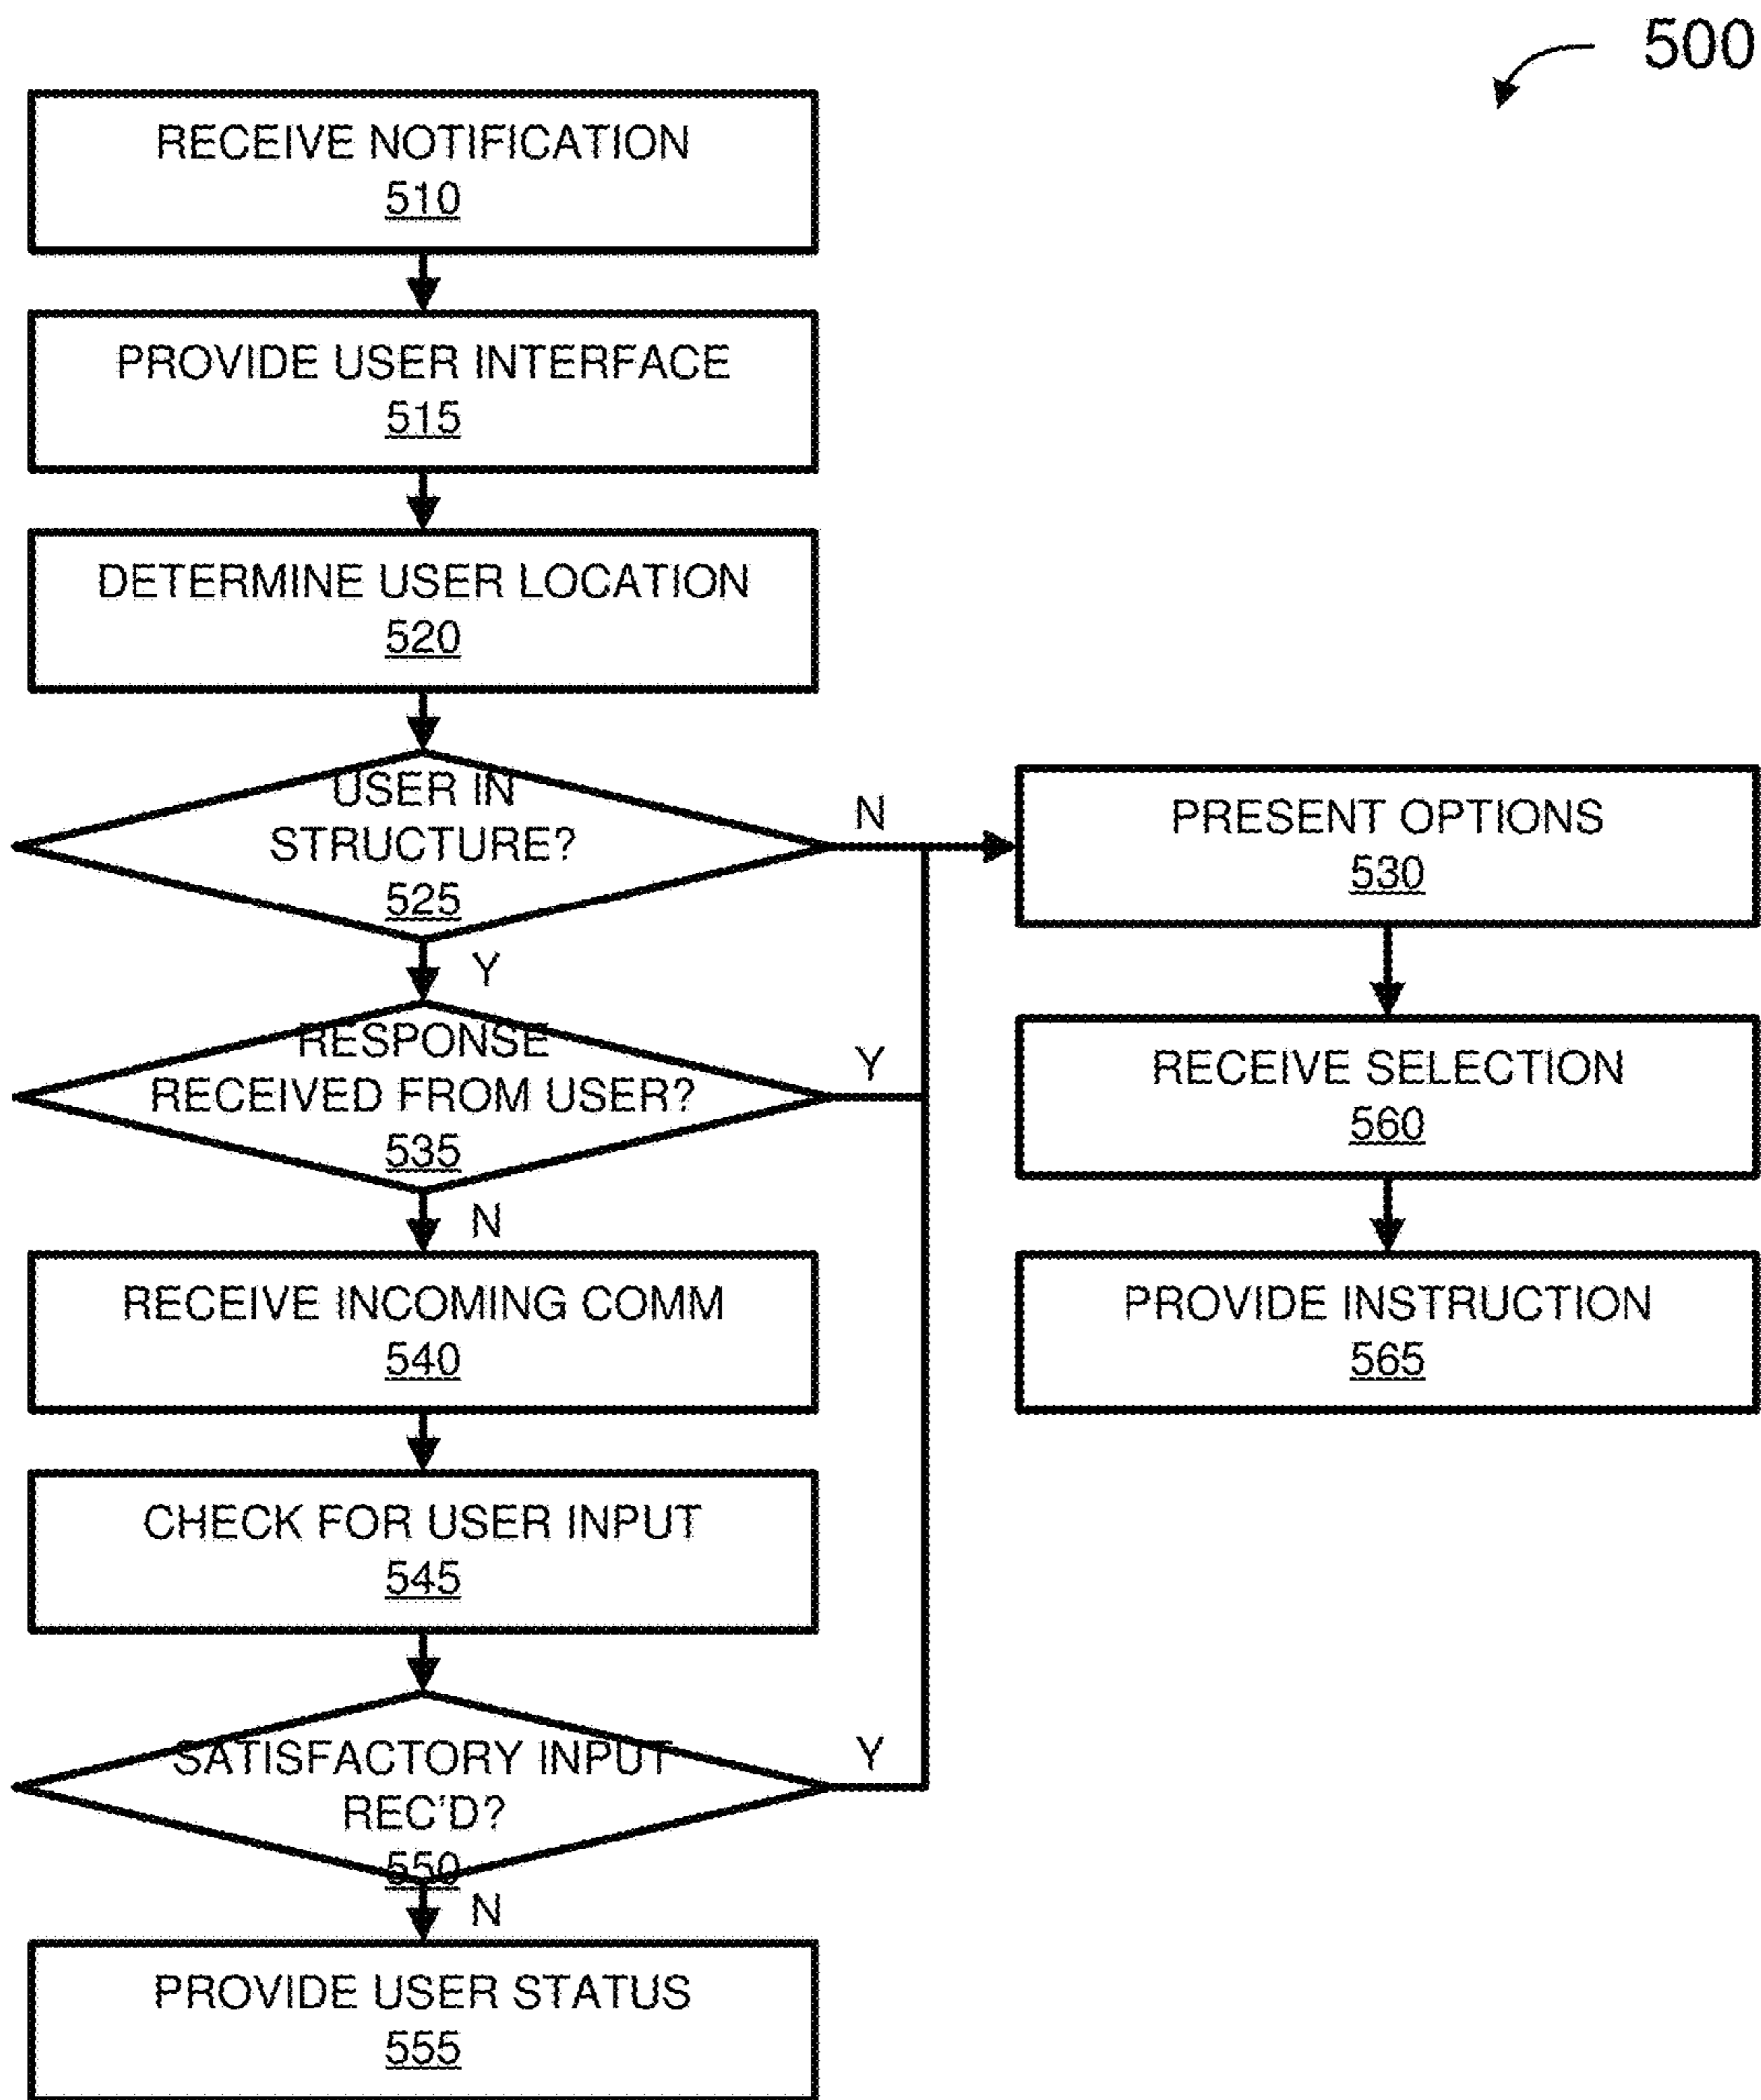 500
RECEIVE NOTIFICATION
510
PROVIDE USER INTERFACE
515
DETERMINE USER LOCATION
520
USER IN
STRUCTURE?
525
N
Y
PRESENT OPTIONS
530
RESPONSE
RECEIVED FROM USER?
535
Y
N
RECEIVE SELECTION
560
RECEIVE INCOMING COMM
540
PROVIDE INSTRUCTION
565
CHECK FOR USER INPUT
545
SATISFACTORY INPUT
REC'D?
550
Y
N
PROVIDE USER STATUS
555